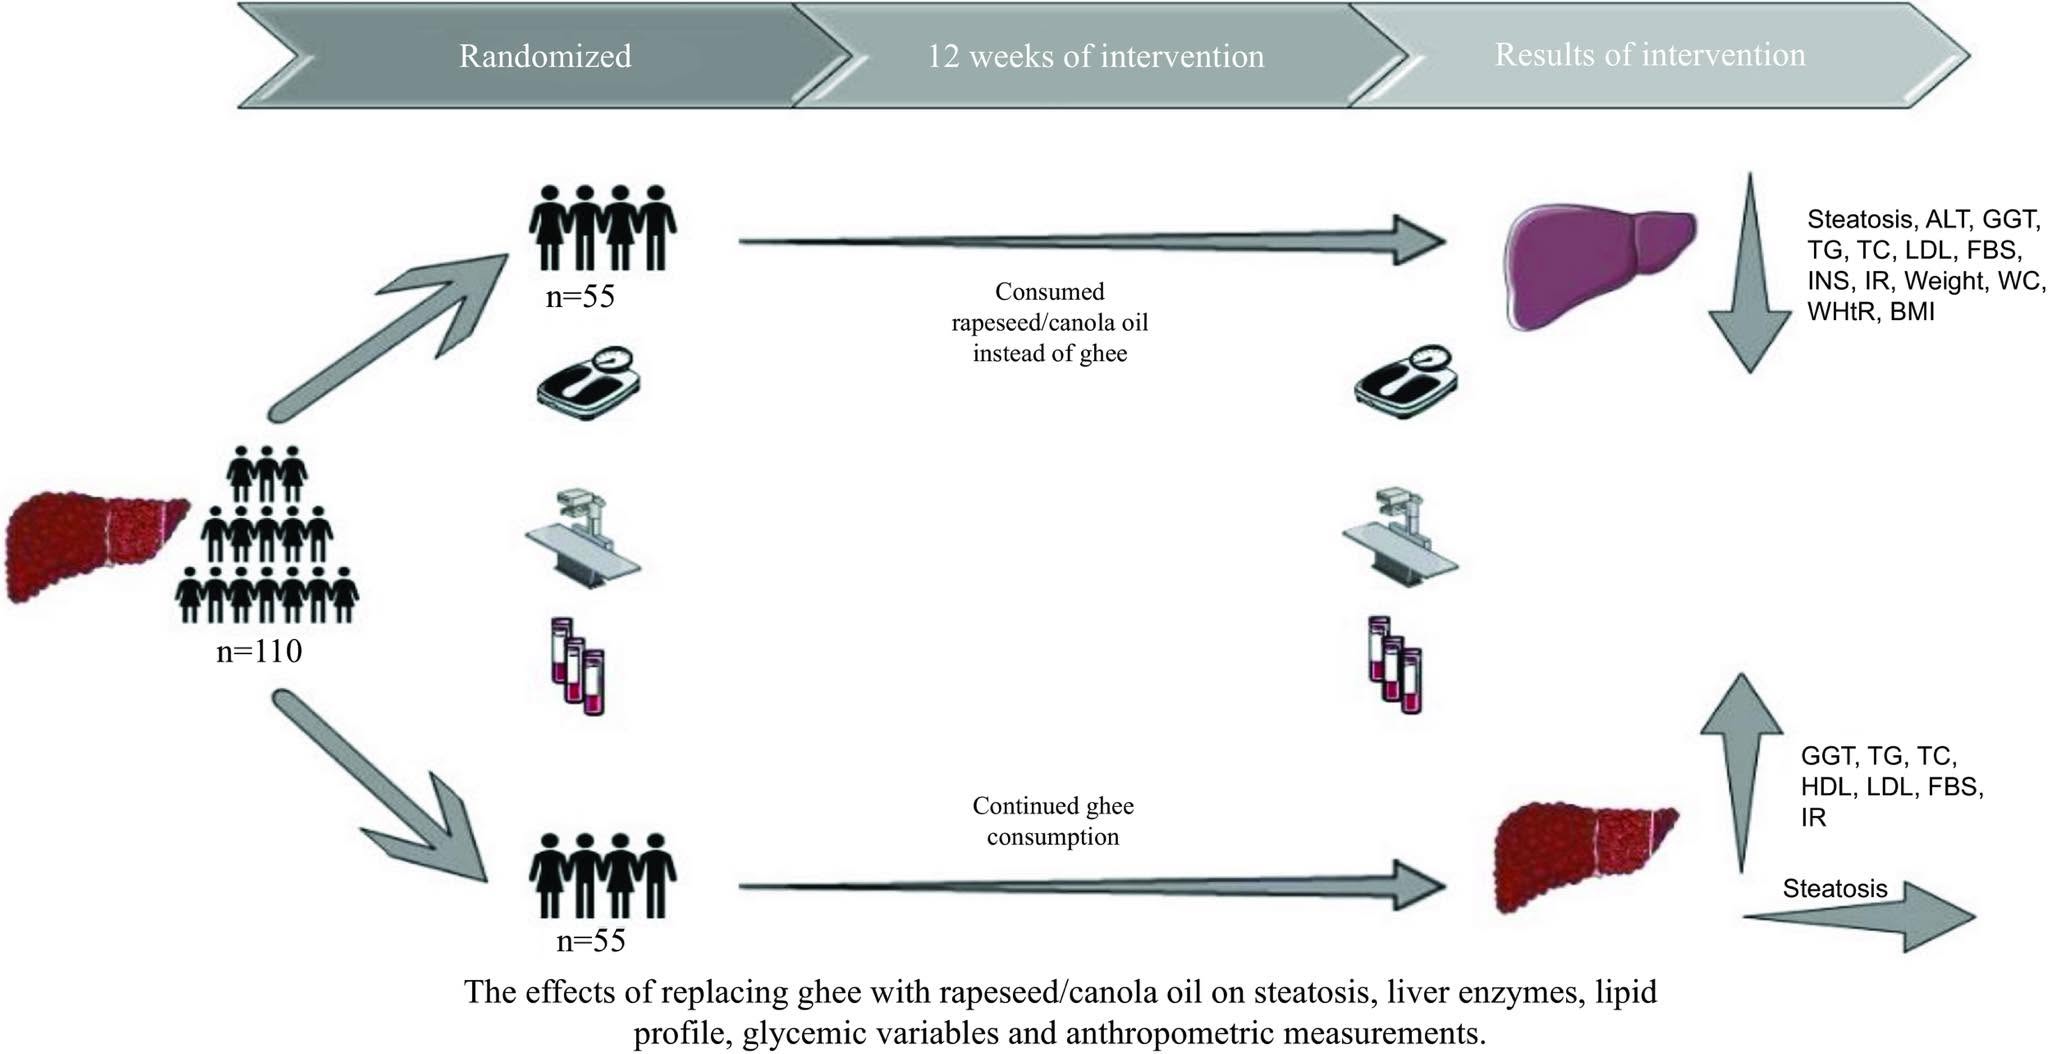 Randomized
12 weeks of intervention
Results of intervention
n=55
Consumed
rapeseed/canola oil
instead of ghee
Steatosis, ALT, GGT,
TG, TC, LDL, FBS,
INS, IR, Weight, WC,
WHtR, BMI
n=110
Continued ghee
consumption
GGT, TG, TC,
HDL, LDL, FBS,
IR
Steatosis
n=55
The effects of replacing ghee with rapeseed/canola oil on steatosis, liver enzymes, lipid
profile, glycemic variables and anthropometric measurements.